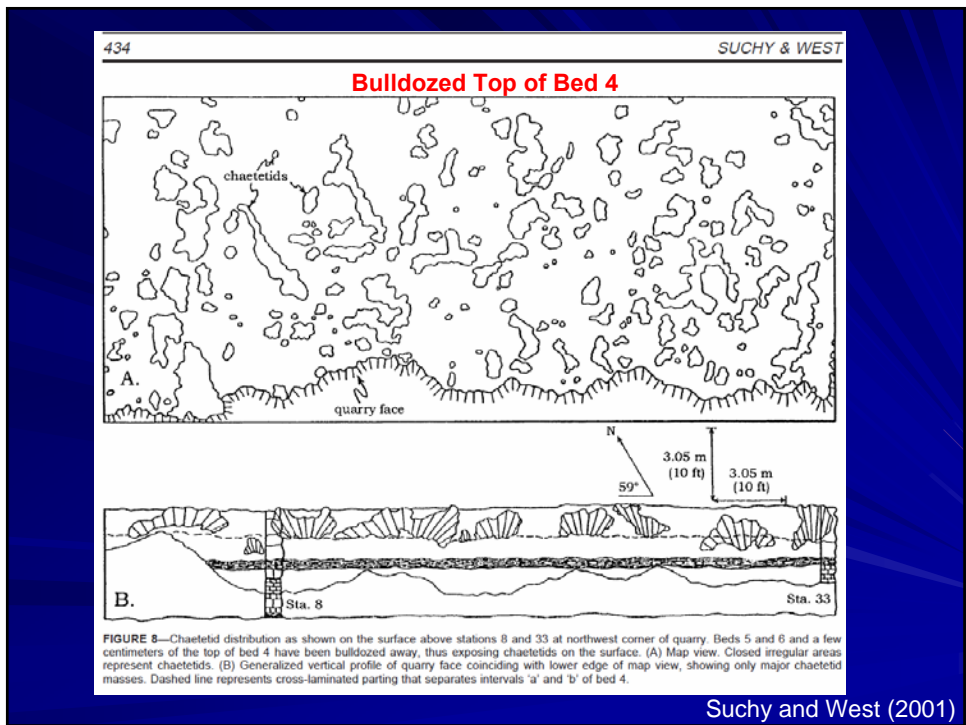 434
SUCHY & WEST
Bulldozed Top of Bed 4
chaetetids
A.
quarry face
N
59°
3.05 m
(10 ft)
3.05 m
(10 ft)
B.
Sta. 8
Sta. 33
FIGURE 8—Chaetetid distribution as shown on the surface above stations 8 and 33 at northwest corner of quarry. Beds 5 and 6 and a few
centimeters of the top of bed 4 have been bulldozed away, thus exposing chaetetids on the surface. (A) Map view. Closed irregular areas
represent chaetetids. (B) Generalized vertical profile of quarry face coinciding with lower edge of map view, showing only major chaetetid
masses. Dashed line represents cross-laminated parting that separates intervals 'a' and 'b' of bed 4.
Suchy and West (2001)